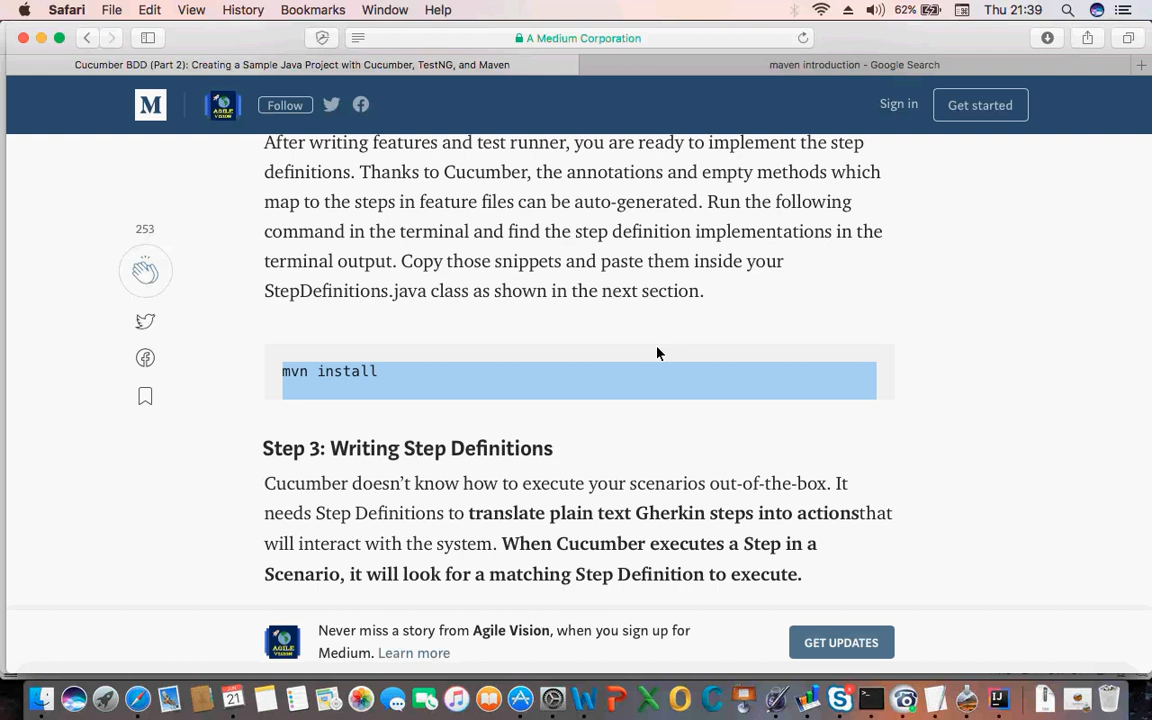 Safari File Edit View History Bookmarks Window Help 62% Thu 21:39
A Medium Corporation
Cucumber BDD (Part 2): Creating a Sample Java Project with Cucumber, TestNG, and Maven
maven introduction - Google Search
M AGILE VISION Follow Sign in Get started
After writing features and test runner, you are ready to implement the step
definitions. Thanks to Cucumber, the annotations and empty methods which
map to the steps in feature files can be auto-generated. Run the following
command in the terminal and find the step definition implementations in the
terminal output. Copy those snippets and paste them inside your
StepDefinitions.java class as shown in the next section.
253
mvn install
Step 3: Writing Step Definitions
Cucumber doesn’t know how to execute your scenarios out-of-the-box. It
needs Step Definitions to translate plain text Gherkin steps into actionsthat
will interact with the system. When Cucumber executes a Step in a
Scenario, it will look for a matching Step Definition to execute.
Never miss a story from Agile Vision, when you sign up for
Medium. Learn more
GET UPDATES